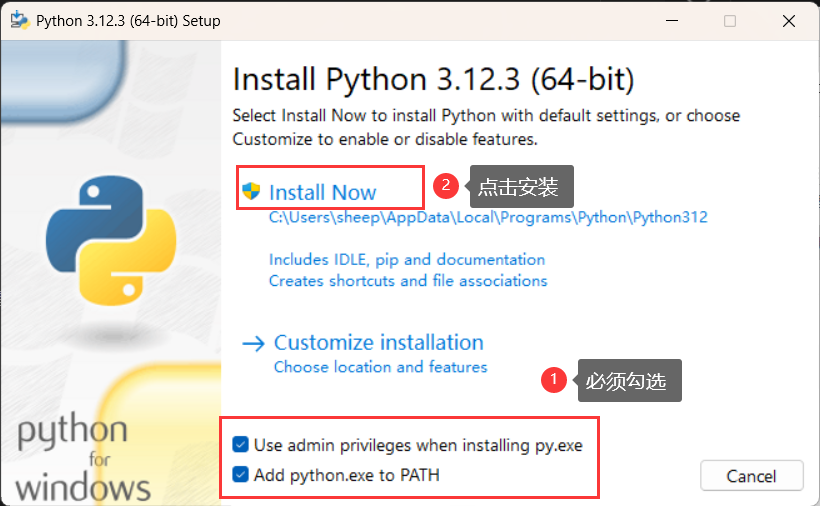 Python 3.12.3 (64-bit) Setup
Install Python 3.12.3 (64-bit)
Select Install Now to install Python with default settings, or choose
Customize to enable or disable features.
Install Now
2
点击安装
C:\Users\sheep\AppData\Local\Programs\Python\Python312
Includes IDLE, pip and documentation
Creates shortcuts and file associations
Customize installation
Choose location and features
1
必须勾选
Use admin privileges when installing py.exe
Add python.exe to PATH
python
for
windows
Cancel